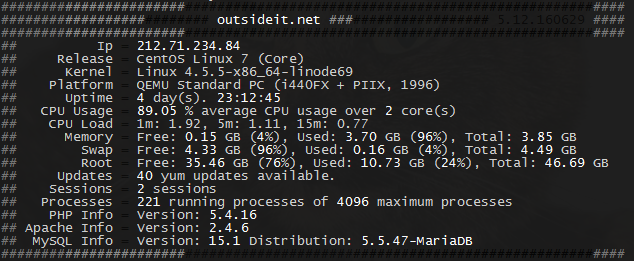 ##################################################################################
####################### outsideit.net ### 5.12.160629 ####
##################################################################################
## Ip = 212.71.234.84
## Release = CentOS Linux 7 (Core)
## Kernel = Linux 4.5.5-x86_64-linode69
## Platform = QEMU Standard PC (i440FX + PIIX, 1996)
## Uptime = 4 day(s). 23:12:45
## CPU Usage = 89.05 % average CPU usage over 2 core(s)
## CPU Load = 1m: 1.92, 5m: 1.11, 15m: 0.77
## Memory = Free: 0.15 GB (4%), Used: 3.70 GB (96%), Total: 3.85 GB
## Swap = Free: 4.33 GB (96%), Used: 0.16 GB (4%), Total: 4.49 GB
## Root = Free: 35.46 GB (76%), Used: 10.73 GB (24%), Total: 46.69 GB
## Updates = 40 yum updates available.
## Sessions = 2 sessions
## Processes = 221 running processes of 4096 maximum processes
## PHP Info = Version: 5.4.16
## Apache Info = Version: 2.4.6
## MySQL Info = Version: 15.1 Distribution: 5.5.47-MariaDB
##################################################################################